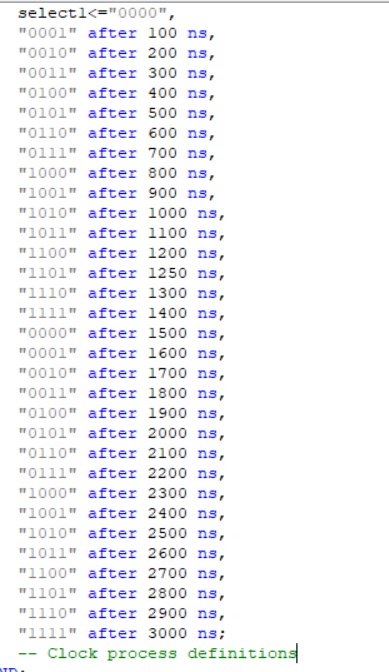 select1<="0000",
"0001" after 100 ns,
"0010" after 200 ns,
"0011" after 300 ns,
"0100" after 400 ns,
"0101" after 500 ns,
"0110" after 600 ns,
"0111" after 700 ns,
"1000" after 800 ns,
"1001" after 900 ns,
"1010" after 1000 ns,
"1011" after 1100 ns,
"1100" after 1200 ns,
"1101" after 1250 ns,
"1110" after 1300 ns,
"1111" after 1400 ns,
"0000" after 1500 ns,
"0001" after 1600 ns,
"0010" after 1700 ns,
"0011" after 1800 ns,
"0100" after 1900 ns,
"0101" after 2000 ns,
"0110" after 2100 ns,
"0111" after 2200 ns,
"1000" after 2300 ns,
"1001" after 2400 ns,
"1010" after 2500 ns,
"1011" after 2600 ns,
"1100" after 2700 ns,
"1101" after 2800 ns,
"1110" after 2900 ns,
"1111" after 3000 ns;
-- Clock process definitions